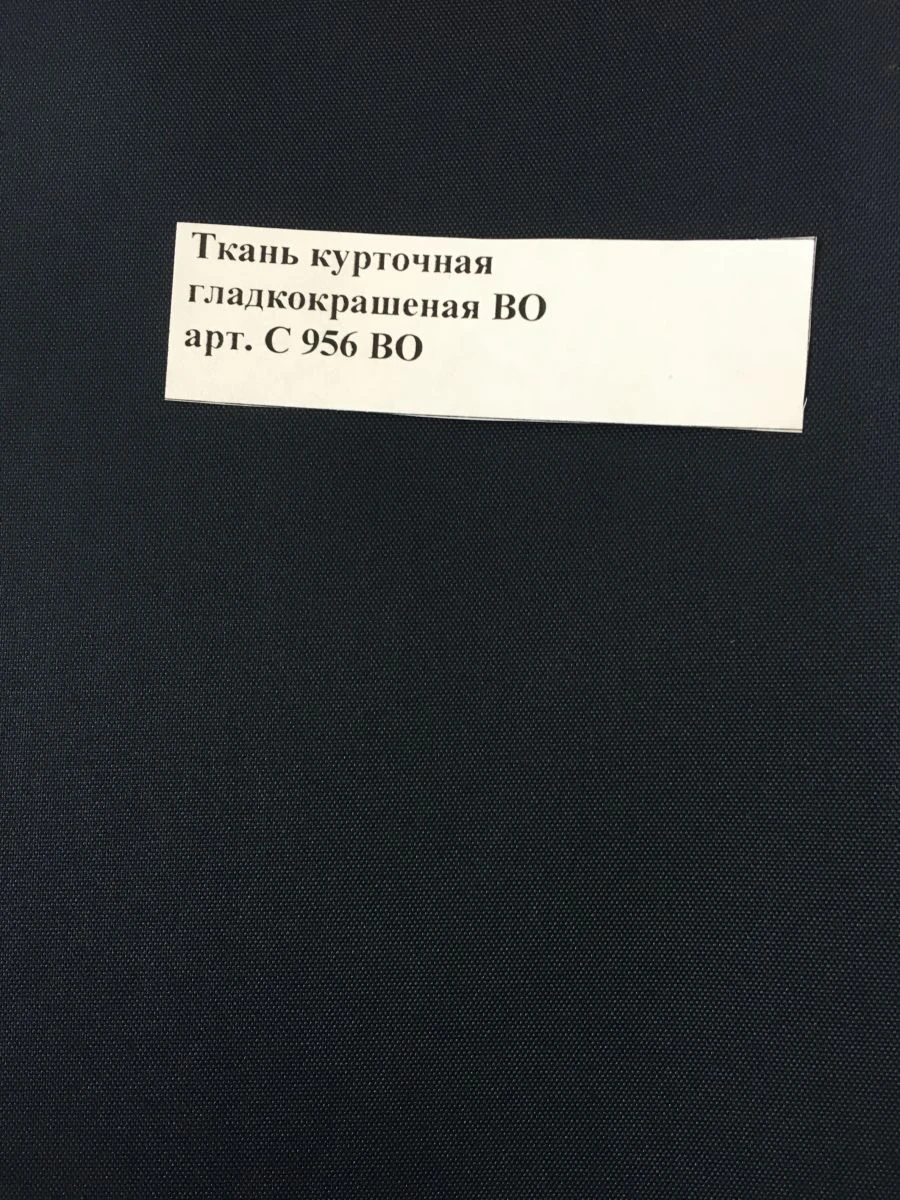 Ткань курточная
гладкокрашеная ВО
арт. С 956 ВО